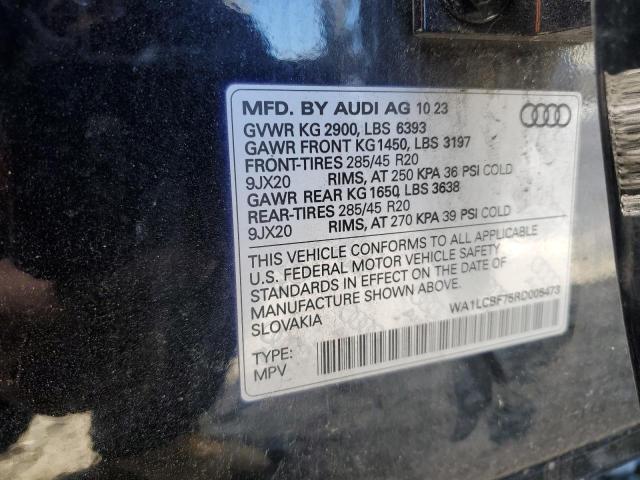 MFD. BY AUDI AG 10 23
GVWR KG 2900, LBS 6393
GAWR FRONT KG 1450, LBS 3197
FRONT-TIRES 285/45 R20
9JX20 RIMS, AT 250 KPA 36 PSI COLD
GAWR REAR KG 1650, LBS 3638
REAR-TIRES 285/45 R20
9JX20 RIMS, AT 270 KPA 39 PSI COLD
THIS VEHICLE CONFORMS TO ALL APPLICABLE
U.S. FEDERAL MOTOR VEHICLE SAFETY
STANDARDS IN EFFECT ON THE DATE OF
MANUFACTURE SHOWN ABOVE.
SLOVAKIA
TYPE:
MPV